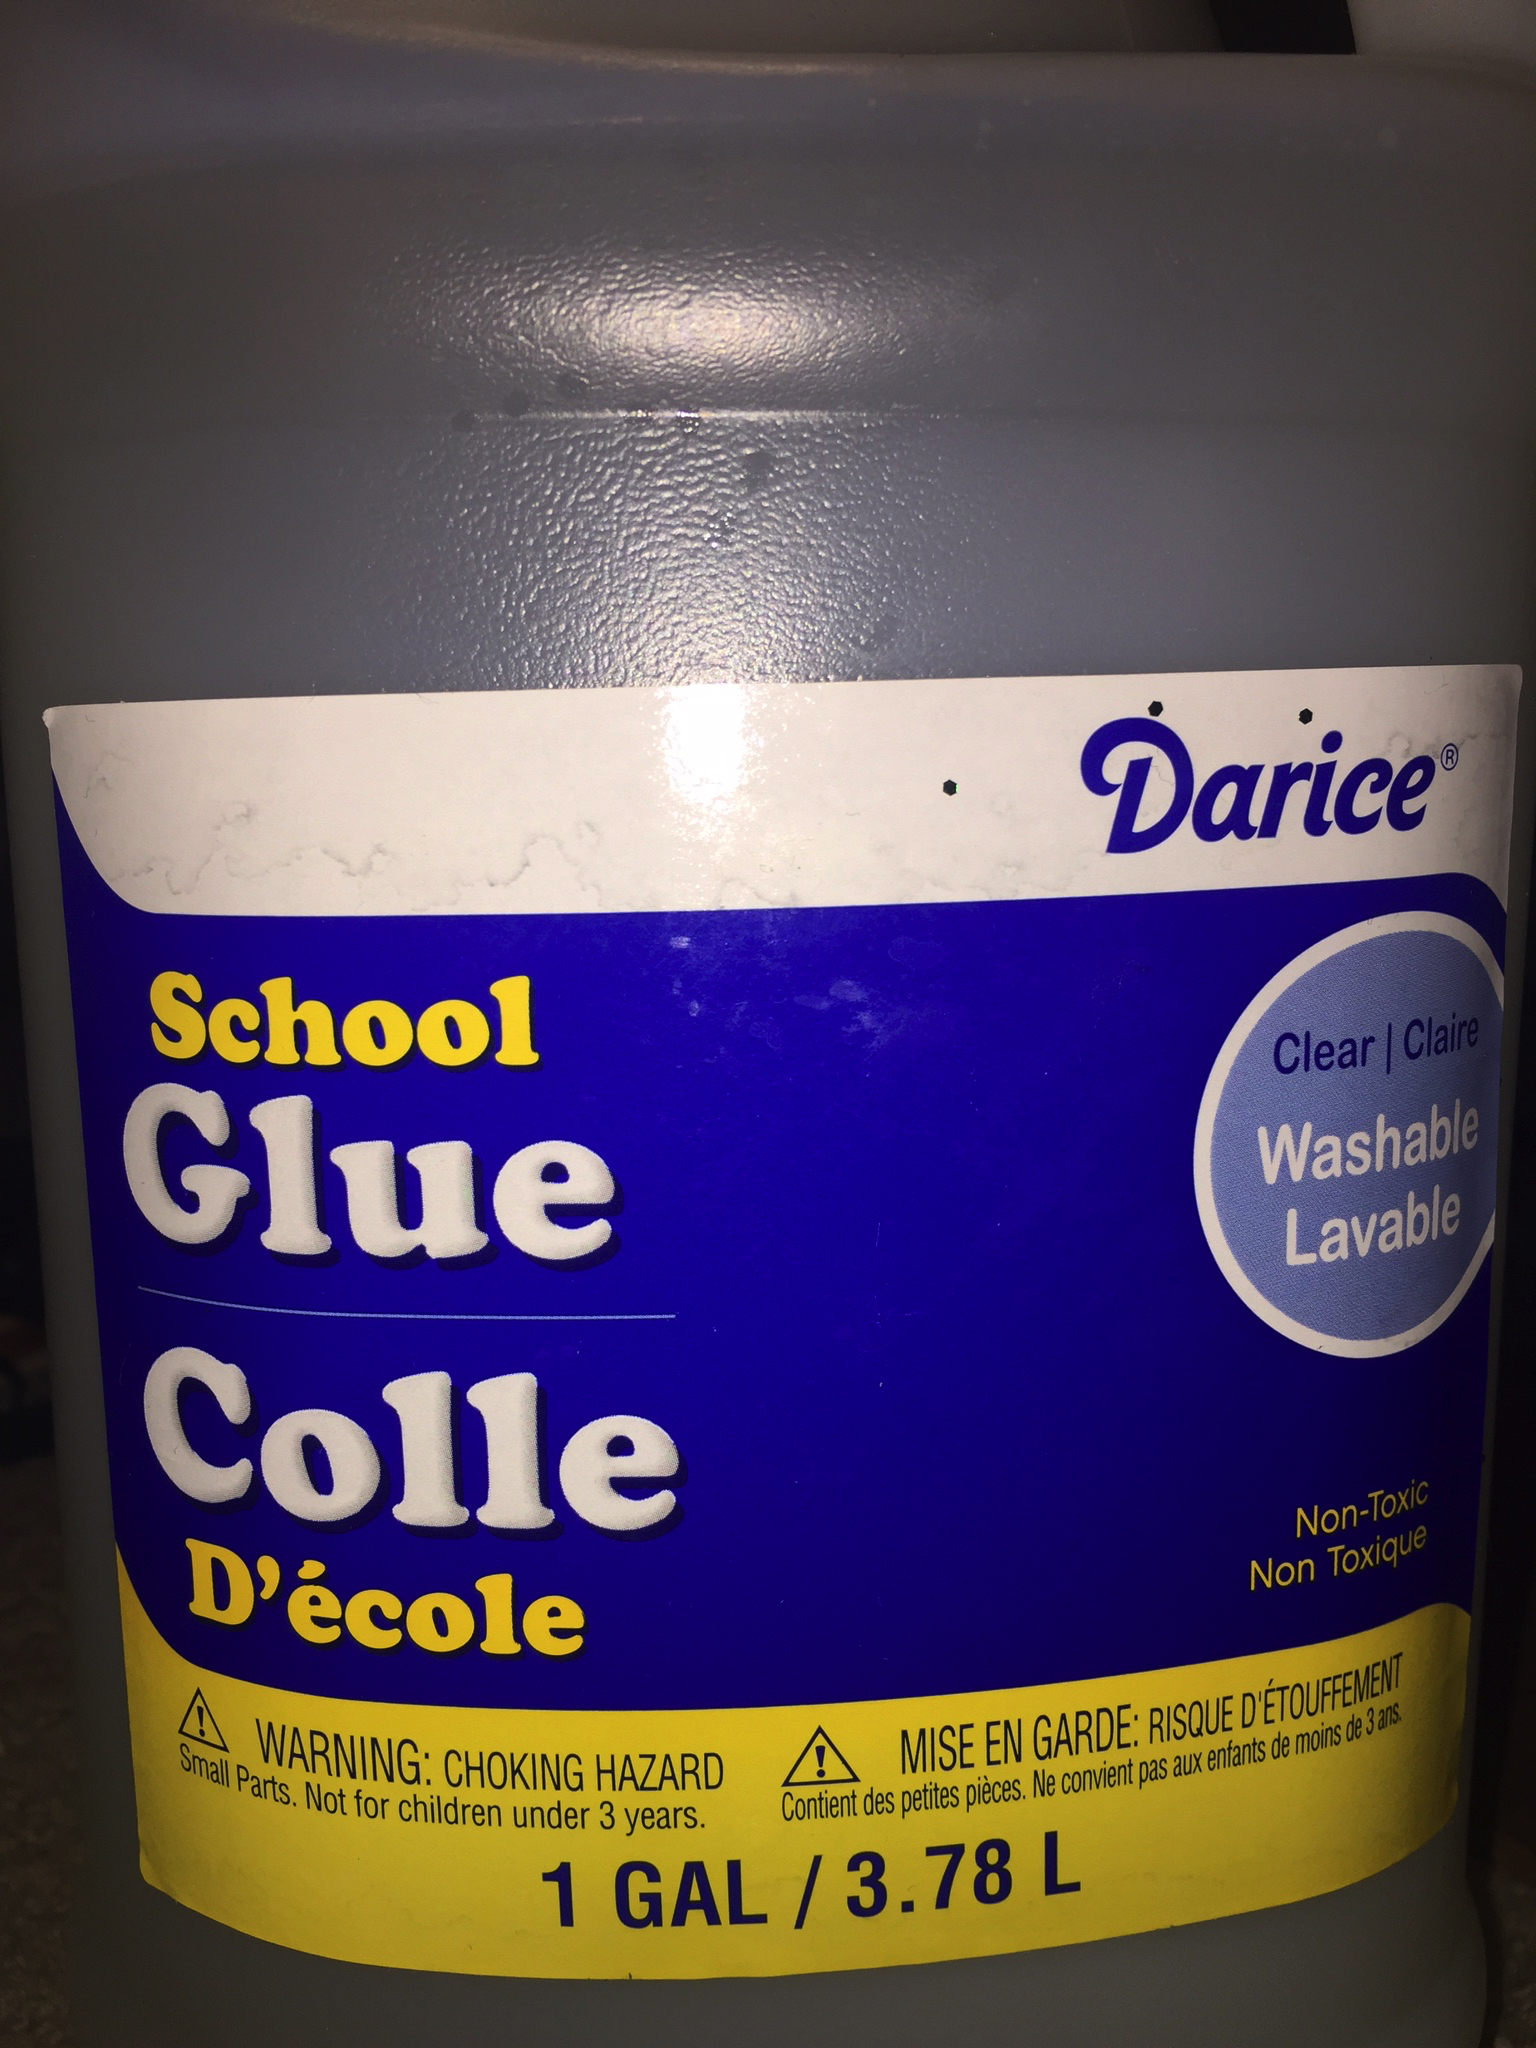 Darice®
School
Glue
Colle
D'école
Clear | Claire
Washable
Lavable
Non-Toxic
Non Toxique
WARNING: CHOKING HAZARD
Small Parts. Not for children under 3 years.
MISE EN GARDE: RISQUE D'ÉTOUFFEMENT
Contient des petites pièces. Ne convient pas aux enfants de moins de 3 ans.
1 GAL / 3.78 L